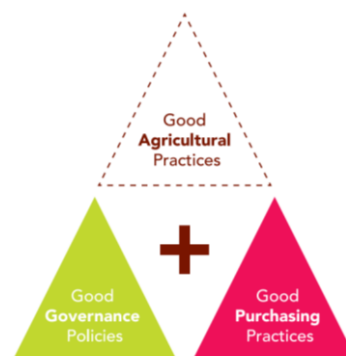 Good
Agricultural
Practices
+
Good
Governance
Policies
Good
Purchasing
Practices